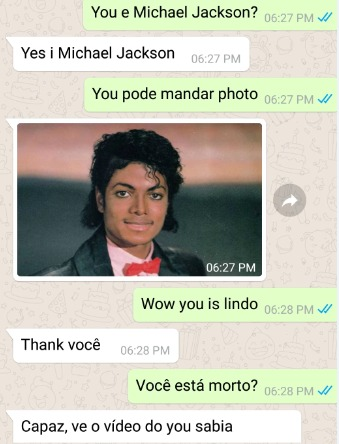 You e Michael Jackson? 06:27 PM
Yes i Michael Jackson 06:27 PM
You pode mandar photo 06:27 PM
06:27 PM
Wow you is lindo 06:28 PM
Thank você 06:28 PM
Você está morto? 06:28 PM
Capaz, ve o vídeo do you sabia